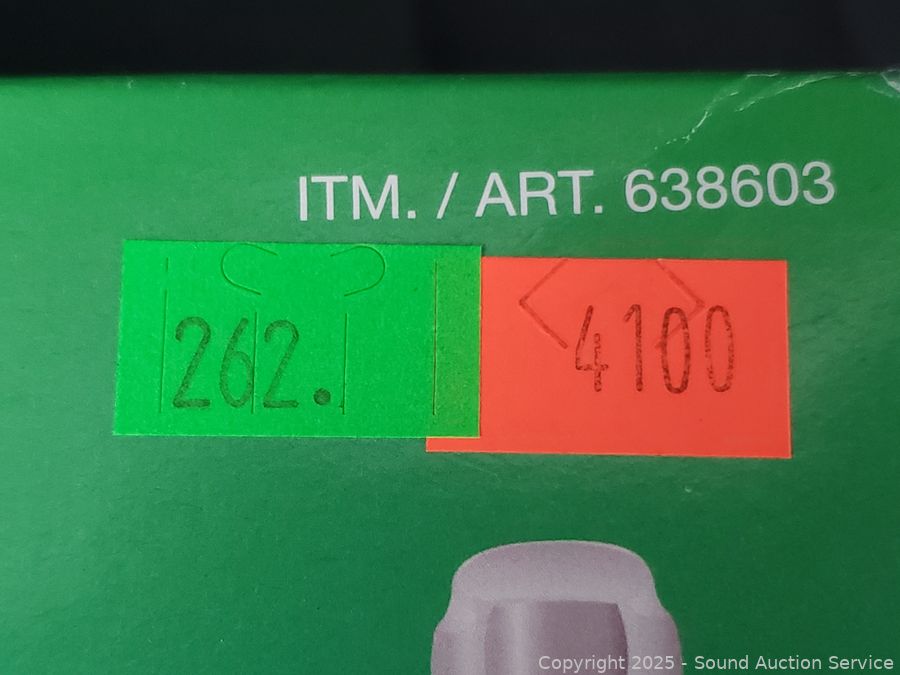 ITM. / ART. 638603
262.
4100
Copyright 2025 - Sound Auction Service